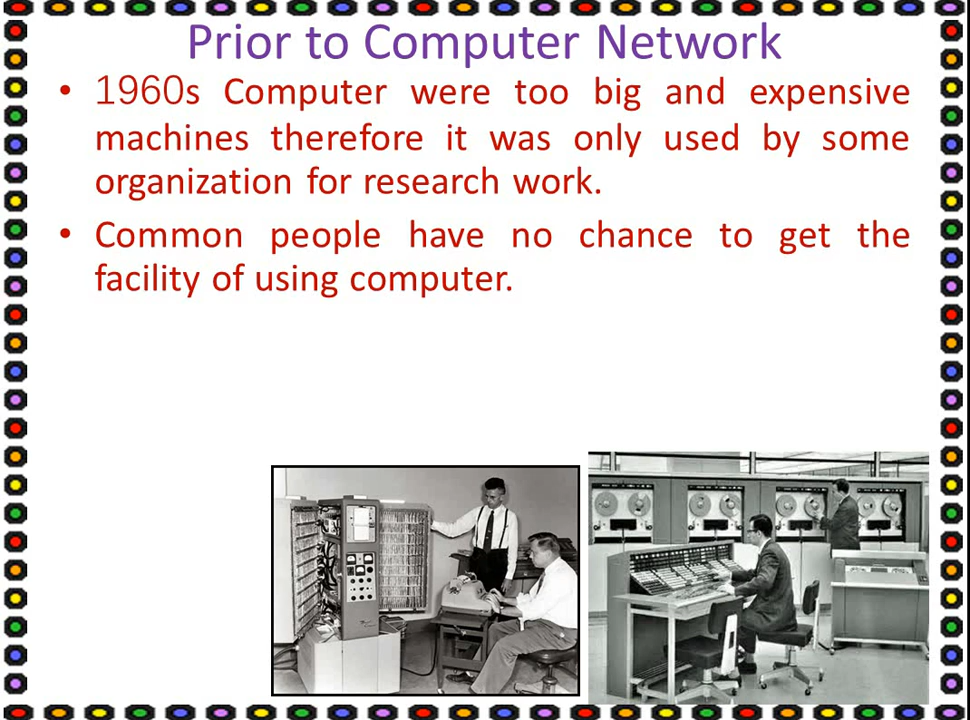 Prior to Computer Network
• 1960s Computer were too big and expensive
machines therefore it was only used by some
organization for research work.
• Common people have no chance to get the
facility of using computer.